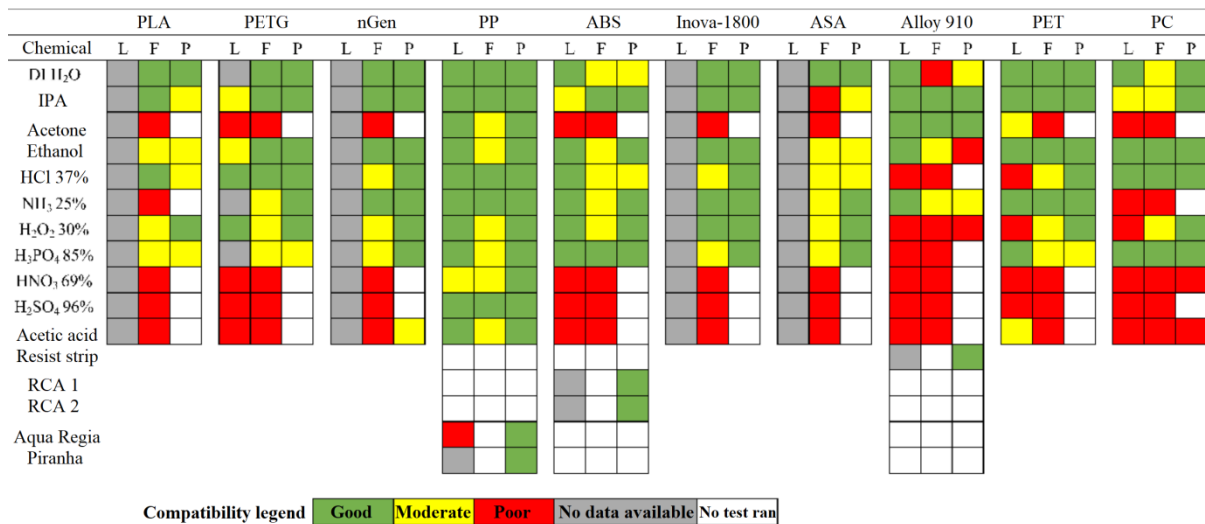 PLA PETG nGen PP ABS Inova-1800 ASA Alloy 910 PET PC
Chemical L F P L F P L F P L F P L F P L F P L F P L F P L F P L F P
DI H₂O
IPA
Acetone
Ethanol
HCl 37%
NH₃ 25%
H₂O₂ 30%
H₃PO₄ 85%
HNO₃ 69%
H₂SO₄ 96%
Acetic acid
Resist strip
RCA 1
RCA 2
Aqua Regia
Piranha
Compatibility legend Good Moderate Poor No data available No test ran